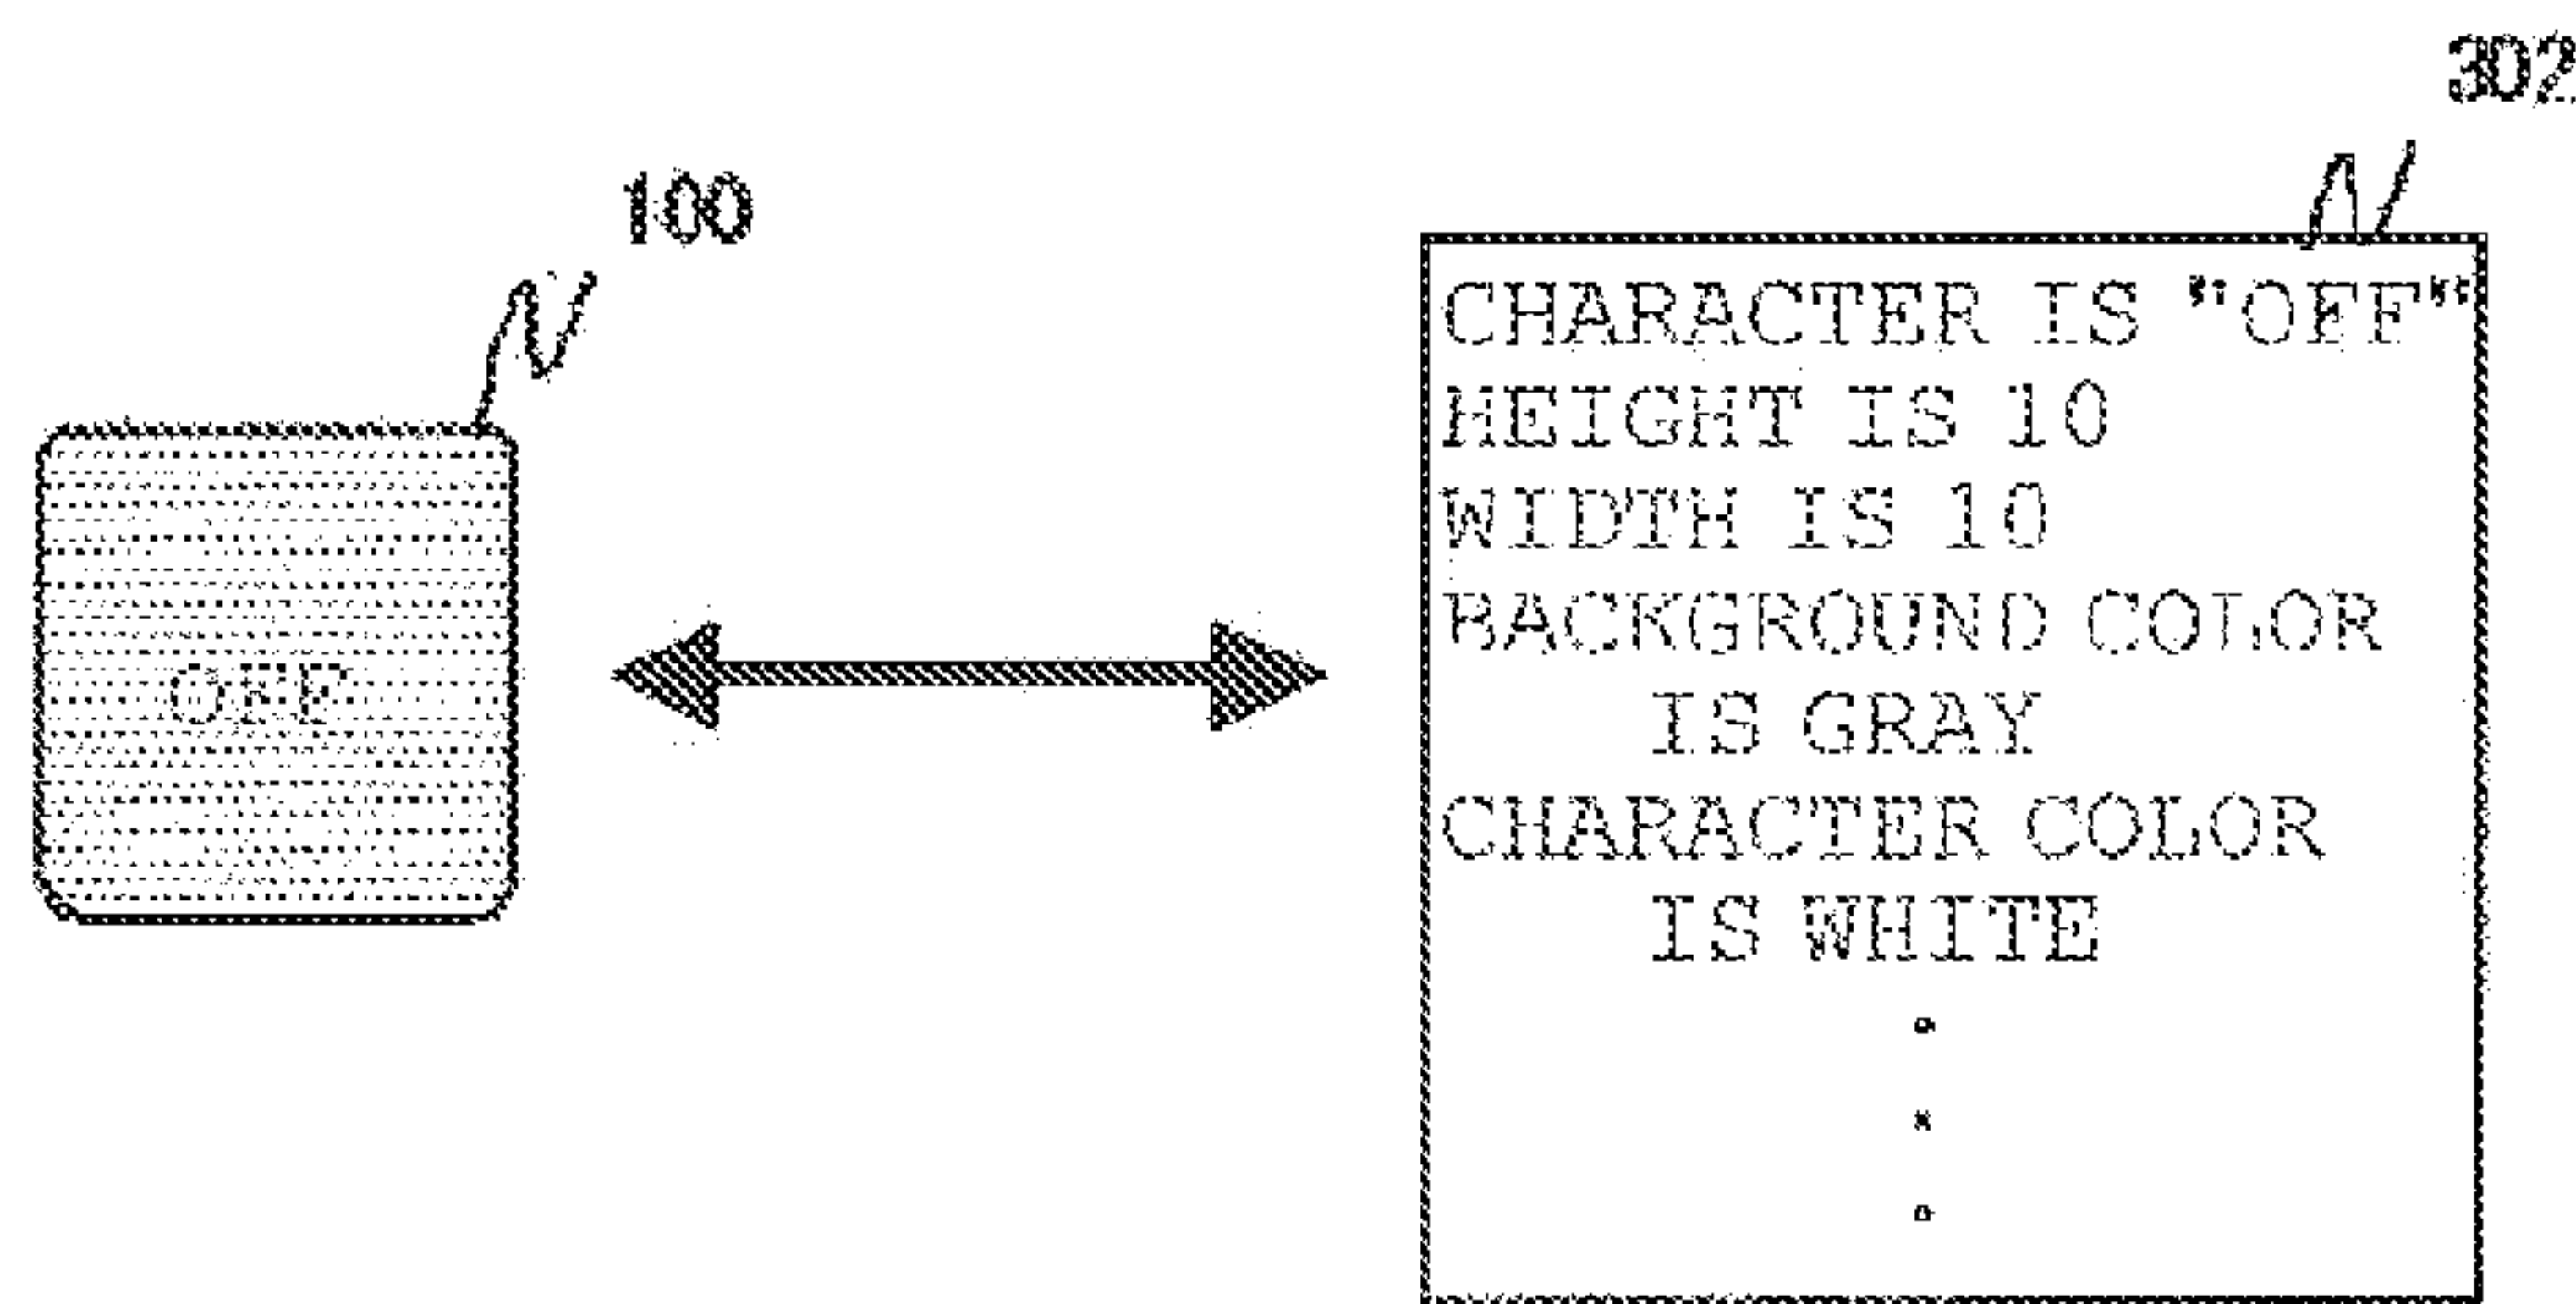 302
100
CHARACTER IS "OFF"
HEIGHT IS 10
WIDTH IS 10
BACKGROUND COLOR
IS GRAY
CHARACTER COLOR
IS WHITE
OFF